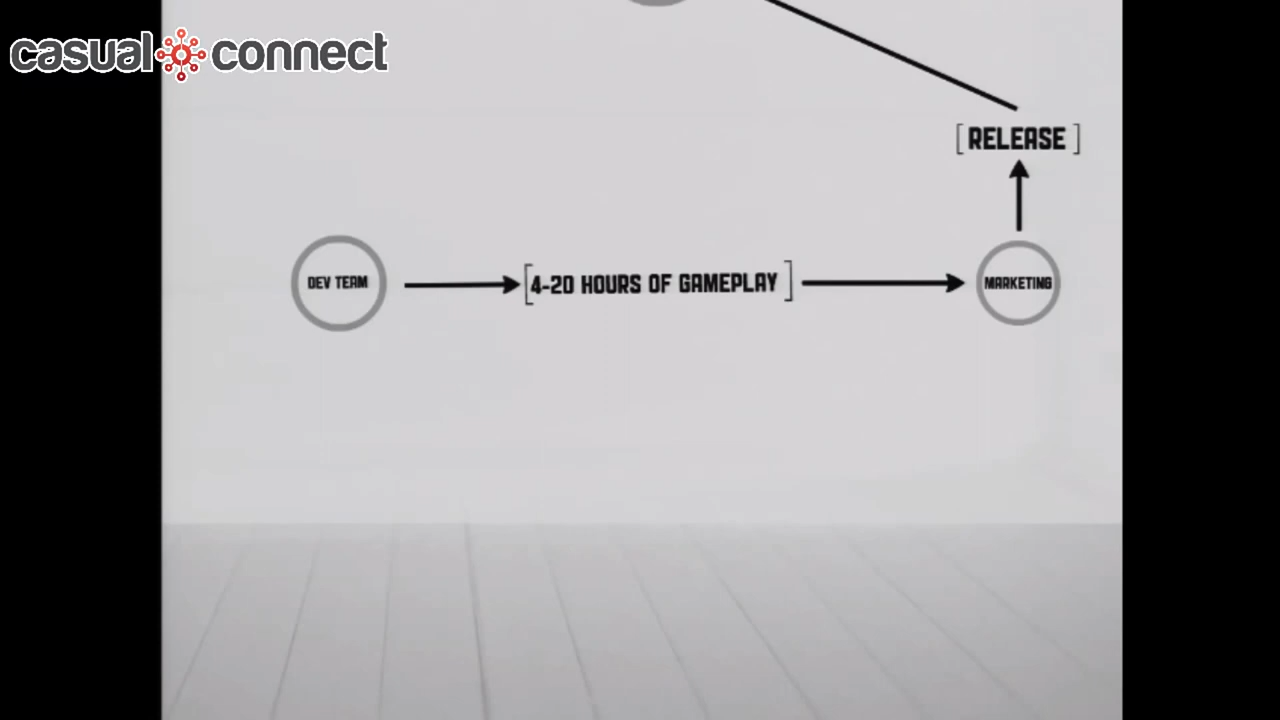 casual connect
[RELEASE]
DEV TEAM
[4-20 HOURS OF GAMEPLAY]
MARKETING